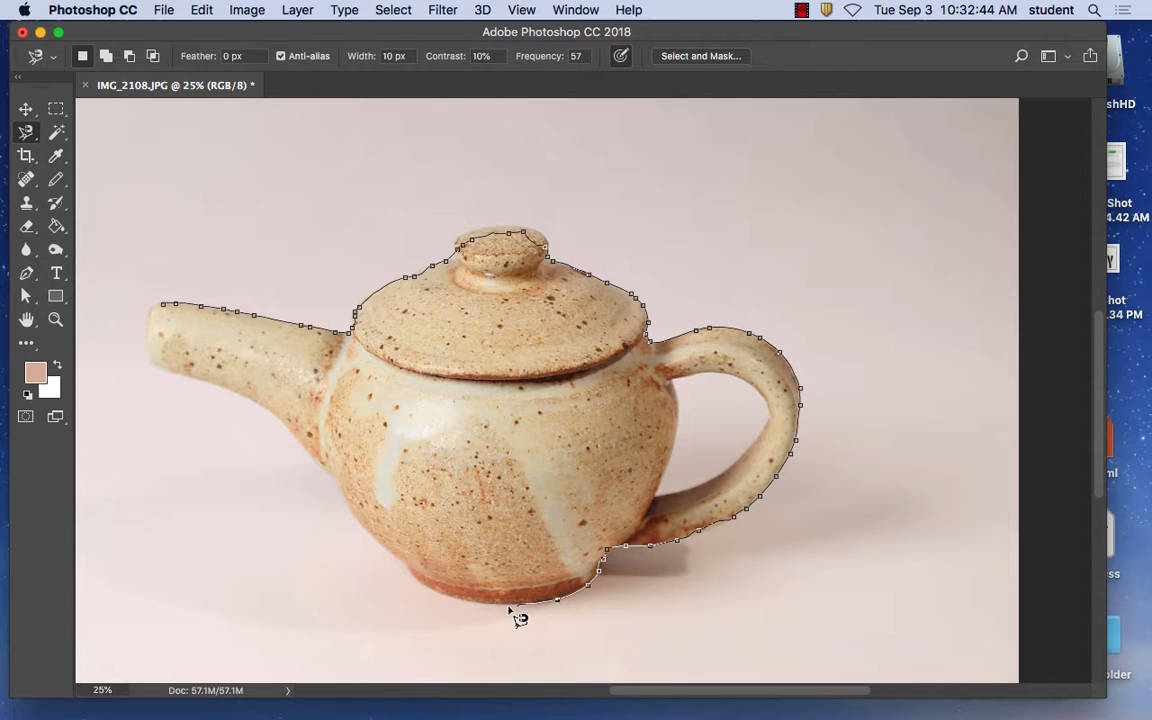 Photoshop CC File Edit Image Layer Type Select Filter 3D View Window Help Tue Sep 3 10:32:44 AM student
Adobe Photoshop CC 2018
Feather: 0 px Anti-alias Width: 10 px Contrast: 10% Frequency: 57 Select and Mask...
IMG_2108.JPG @ 25% (RGB/8) *
shHD
Shot
4.42 AM
Shot
.34 PM
ml
ss
lder
25% Doc: 57.1M/57.1M